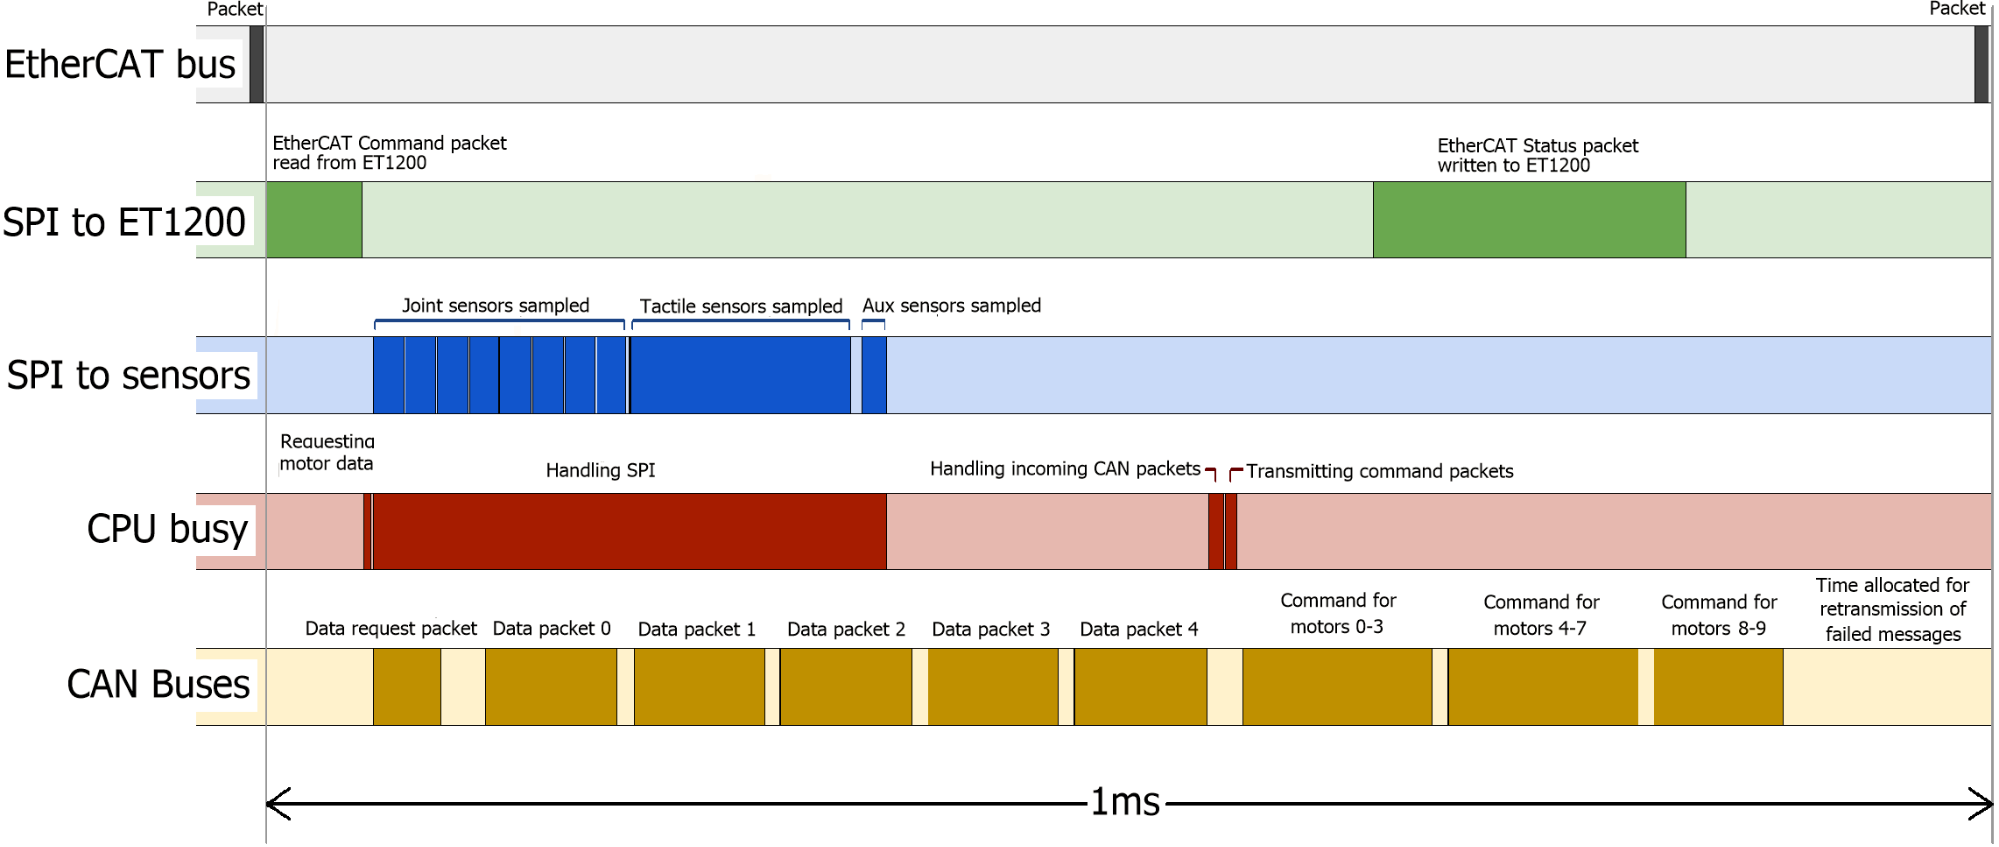 Packet
Packet
EtherCAT bus
EtherCAT Command packet
read from ET1200
EtherCAT Status packet
written to ET1200
SPI to ET1200
Joint sensors sampled
Tactile sensors sampled
Aux sensors sampled
SPI to sensors
Requesting
motor data
Handling SPI
Handling incoming CAN packets
Transmitting command packets
CPU busy
Data request packet
Data packet 0
Data packet 1
Data packet 2
Data packet 3
Data packet 4
Command for
motors 0-3
Command for
motors 4-7
Command for
motors 8-9
Time allocated for
retransmission of
failed messages
CAN Buses
1ms